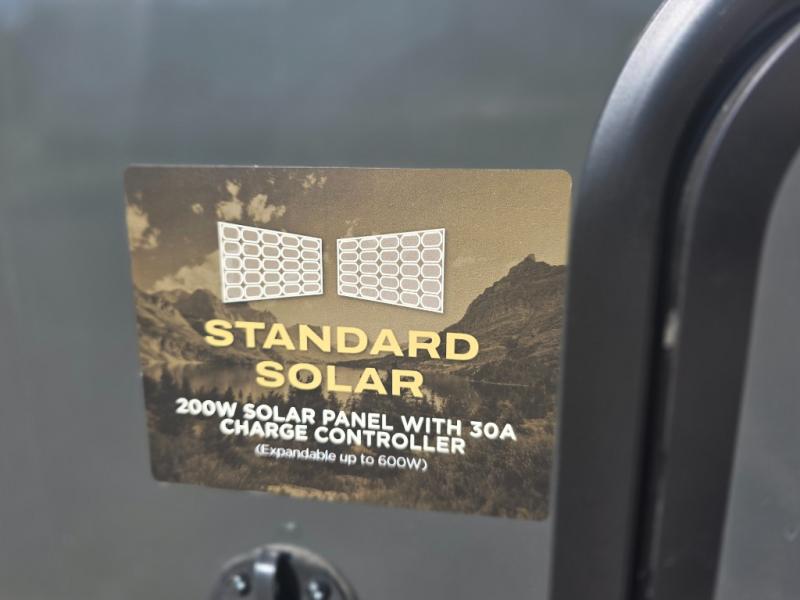 STANDARD
SOLAR
200W SOLAR PANEL WITH 30A
CHARGE CONTROLLER
(Expandable up to 600W)